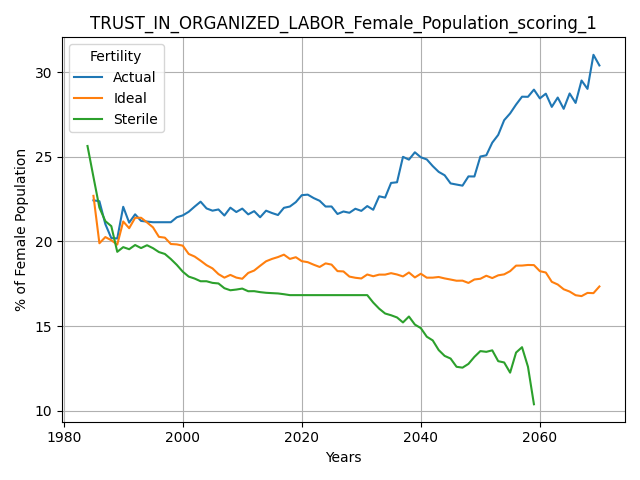 TRUST_IN_ORGANIZED_LABOR_Female_Population_scoring_1
Fertility
Actual
Ideal
Sterile
% of Female Population
30
25
20
15
10
1980
2000
2020
2040
2060
Years